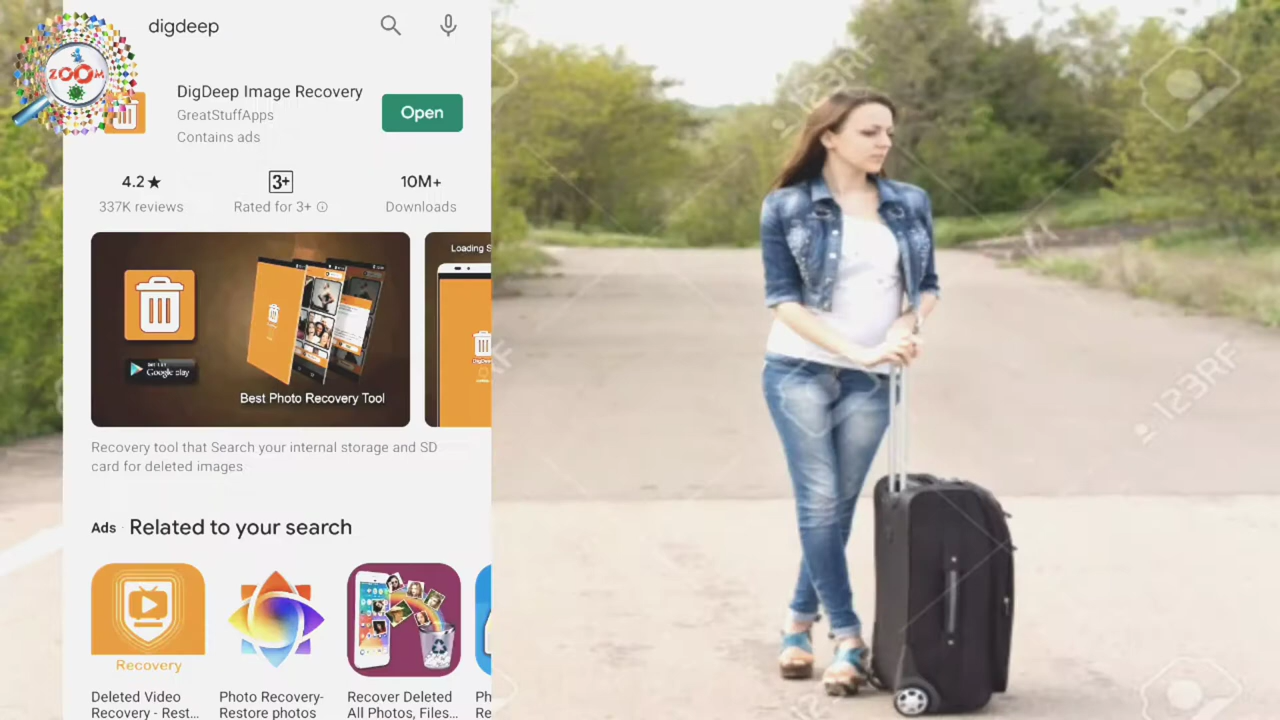 digdeep
ZOOM
DigDeep Image Recovery
GreatStuffApps
Contains ads
Open
4.2★
337K reviews
3+
Rated for 3+
10M+
Downloads
Google play
Best Photo Recovery Tool
Loading S
Recovery tool that Search your internal storage and SD
card for deleted images
Ads · Related to your search
Recovery
Deleted Video
Recovery - Rest...
Photo Recovery-
Restore photos
Recover Deleted
All Photos, Files...
Ph
Re
123RF
123RF